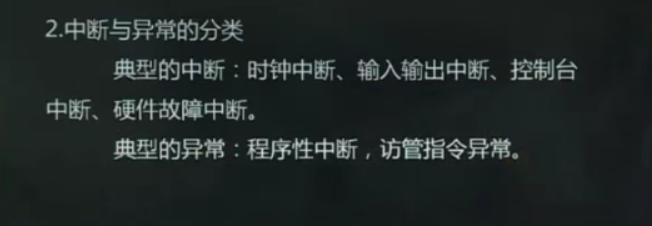 2.中断与异常的分类
典型的中断：时钟中断、输入输出中断、控制台
中断、硬件故障中断。
典型的异常：程序性中断，访管指令异常。